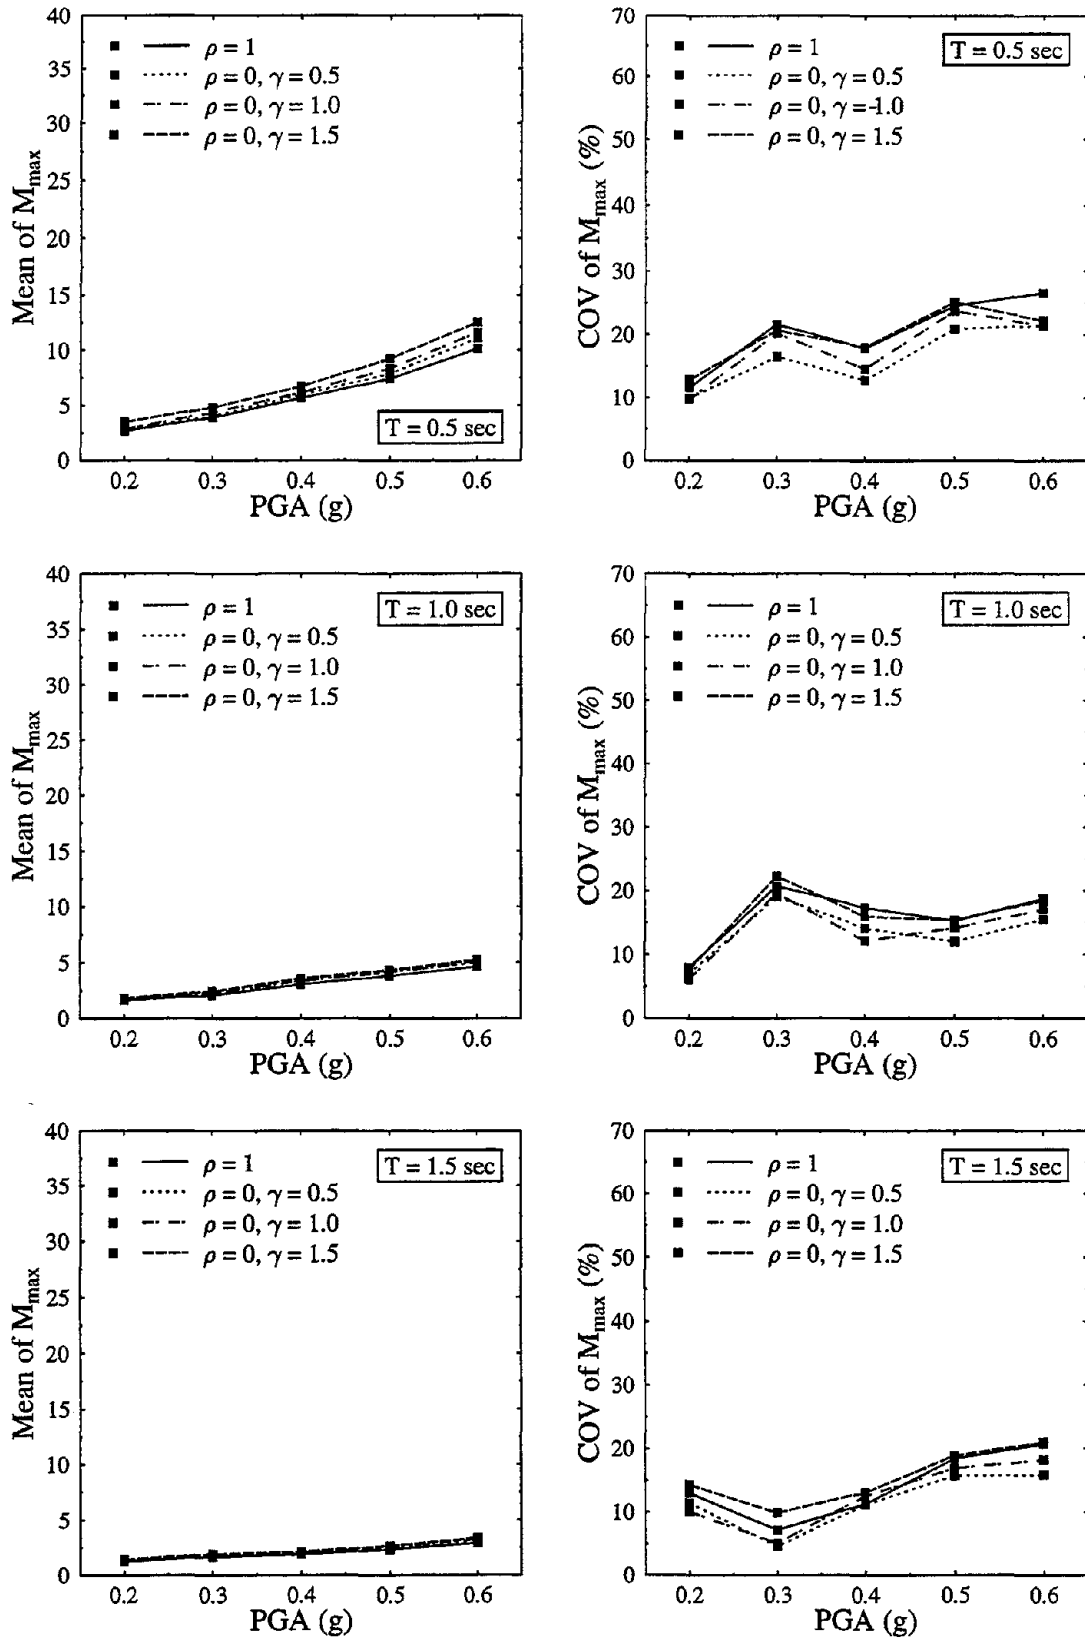 40
35
30
25
20
15
10
5
0
Mean of M_max
ρ = 1
ρ = 0, γ = 0.5
ρ = 0, γ = 1.0
ρ = 0, γ = 1.5
T = 0.5 sec
0.2 0.3 0.4 0.5 0.6
PGA (g)
70
60
50
40
30
20
10
0
COV of M_max (%)
ρ = 1
ρ = 0, γ = 0.5
ρ = 0, γ = -1.0
ρ = 0, γ = 1.5
T = 0.5 sec
0.2 0.3 0.4 0.5 0.6
PGA (g)
40
35
30
25
20
15
10
5
0
Mean of M_max
ρ = 1
ρ = 0, γ = 0.5
ρ = 0, γ = 1.0
ρ = 0, γ = 1.5
T = 1.0 sec
0.2 0.3 0.4 0.5 0.6
PGA (g)
70
60
50
40
30
20
10
0
COV of M_max (%)
ρ = 1
ρ = 0, γ = 0.5
ρ = 0, γ = 1.0
ρ = 0, γ = 1.5
T = 1.0 sec
0.2 0.3 0.4 0.5 0.6
PGA (g)
40
35
30
25
20
15
10
5
0
Mean of M_max
ρ = 1
ρ = 0, γ = 0.5
ρ = 0, γ = 1.0
ρ = 0, γ = 1.5
T = 1.5 sec
0.2 0.3 0.4 0.5 0.6
PGA (g)
70
60
50
40
30
20
10
0
COV of M_max (%)
ρ = 1
ρ = 0, γ = 0.5
ρ = 0, γ = 1.0
ρ = 0, γ = 1.5
T = 1.5 sec
0.2 0.3 0.4 0.5 0.6
PGA (g)